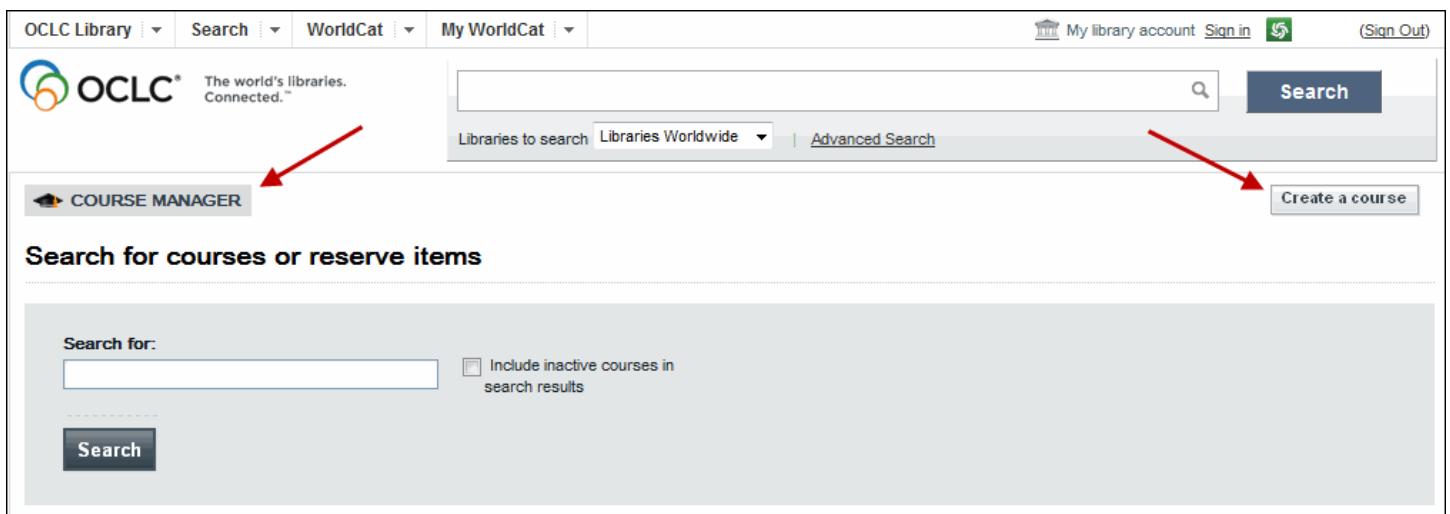 OCLC Library Search WorldCat My WorldCat My library account Sign in (Sign Out)
OCLC® The world's libraries.
Connected.™
Search
Libraries to search Libraries Worldwide | Advanced Search
COURSE MANAGER Create a course
Search for courses or reserve items
Search for:
Include inactive courses in
search results
Search